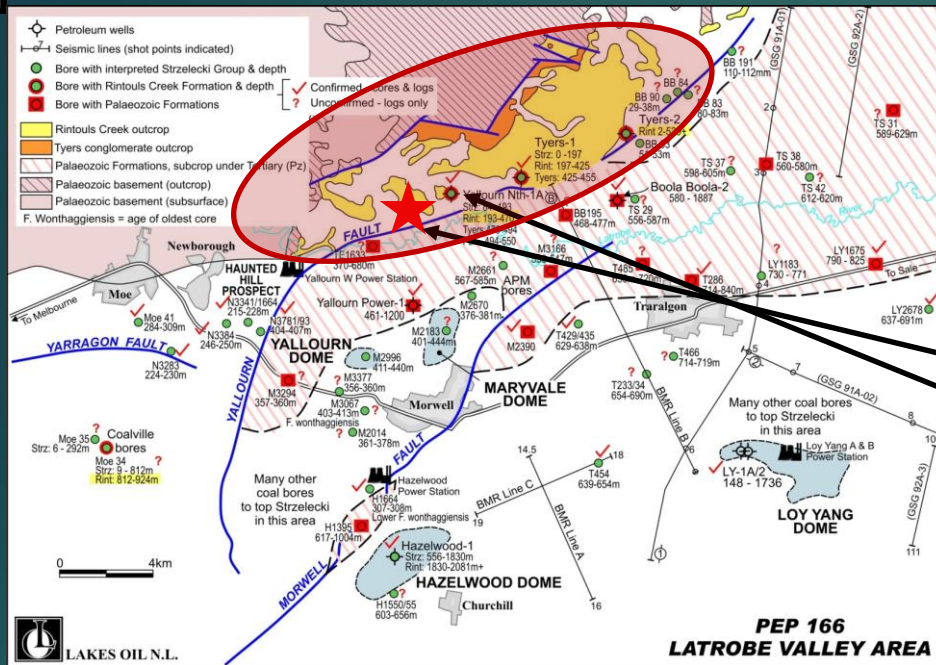 Petroleum wells
Seismic lines (shot points indicated)
Bore with interpreted Strzelecki Group & depth
Bore with Rintouls Creek Formation & depth
Bore with Palaeozoic Formations
Confirmed - cores & logs
Unconfirmed - logs only
Rintouls Creek outcrop
Tyers conglomerate outcrop
Palaeozoic Formations, subcrop under Tertiary (Pz)
Palaeozoic basement (outcrop)
Palaeozoic basement (subsurface)
F. Wonthaggiensis = age of oldest core
(GSG 91A-01)
(GSG 92A-2)
BB 191
110-112mm
BB 84
BB 90
29-38m
BB 83
80-83m
Tyers-2
Tyers-1
Strz: 0 -197
Rint: 197-425
Tyers: 425-455
TS 31
589-629m
TS 37
598-605m
TS 38
560-580m
TS 42
612-620m
Boola Boola-2
580 - 1887
TS 29
556-587m
Yallourn Nth-1A
BB195
468-477m
River
FAULT
Newborough
HAUNTED
HILL
PROSPECT
370-680m
Yallourn W Power Station
M3166
M2661
567-585m
APM
bores
T286
714-840m
LY1183
730 - 771
LY1675
790 - 825
To Sale
Moe
To Melbourne
N3341/1664
215-228m
N3781/93
404-407m
Yallourn Power-1
461-1200
M2670
376-381m
Traralgon
LY2678
637-691m
Moe 41
284-309m
N3384
246-250m
YALLOURN
DOME
M2183
401-444m
M2390
T429/435
629-638m
YARRAGON FAULT
N3283
224-230m
M2996
411-440m
T466
714-719m
M3294
357-360m
M3377
356-360m
MARYVALE
DOME
T233/34
654-690m
(GSG 91A-02)
YALLOURN
M3067
403-413m
F. wonthaggiensis
Morwell
M2014
361-378m
BMR Line B
Many other coal bores
to top Strzelecki
in this area
Moe 35
Strz: 6 - 292m
Coalville
bores
Moe 34
Strz: 9 - 812m
Rint: 812-924m
Many other
coal bores
to top Strzelecki
in this area
FAULT
Hazelwood
Power Station
H1664
307-308m
Lower F. wonthaggiensis
14.5
18
T454
639-654m
BMR Line C
19
Loy Yang A & B
Power Station
LY-1A/2
148 - 1736
LOY YANG
DOME
(GSG 92A-3)
H1395
617-1004m
Hazelwood-1
Strz: 556-1830m
Rint: 1830-2081m+
BMR Line A
111
0 4km
MORWELL
HAZELWOOD DOME
H1550/55
603-656m
Churchill
16
PEP 166
LATROBE VALLEY AREA
LAKES OIL N.L.